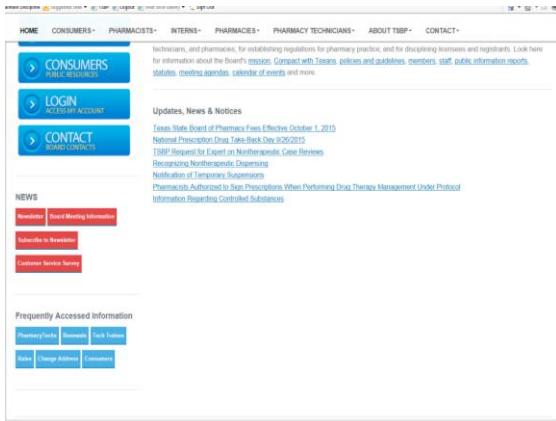 HOME CONSUMERS- PHARMACISTS- INTERNS- PHARMACIES- PHARMACY TECHNICIANS- ABOUT TSBP- CONTACT-
technicians, and pharmacies, for establishing regulations for pharmacy practice; and for disciplining licensees and registrants. Look here
for information about the Board's mission, Compact with Texans, policies and guidelines, members, staff, public information reports,
statutes, meeting agendas, calendar of events and more.
CONSUMERS
PUBLIC RESOURCES
LOGIN
ACCESS MY ACCOUNT
CONTACT
BOARD CONTACTS
Updates, News & Notices
Texas State Board of Pharmacy Fees Effective October 1, 2015
National Prescription Drug Take-Back Day 9/26/2015
TSBP Request for Expert on Nontherapeutic Case Reviews
Recognizing Nontherapeutic Dispensing
Notification of Temporary Suspensions
Pharmacists Authorized to Sign Prescriptions When Performing Drug Therapy Management Under Protocol
Information Regarding Controlled Substances
NEWS
Newsletter Board Meeting Information
Subscribe to Newsletter
Customer Service Survey
Frequently Accessed Information
PharmacyTechs Renewals Tech Trainee
Rules Change Address Consumers